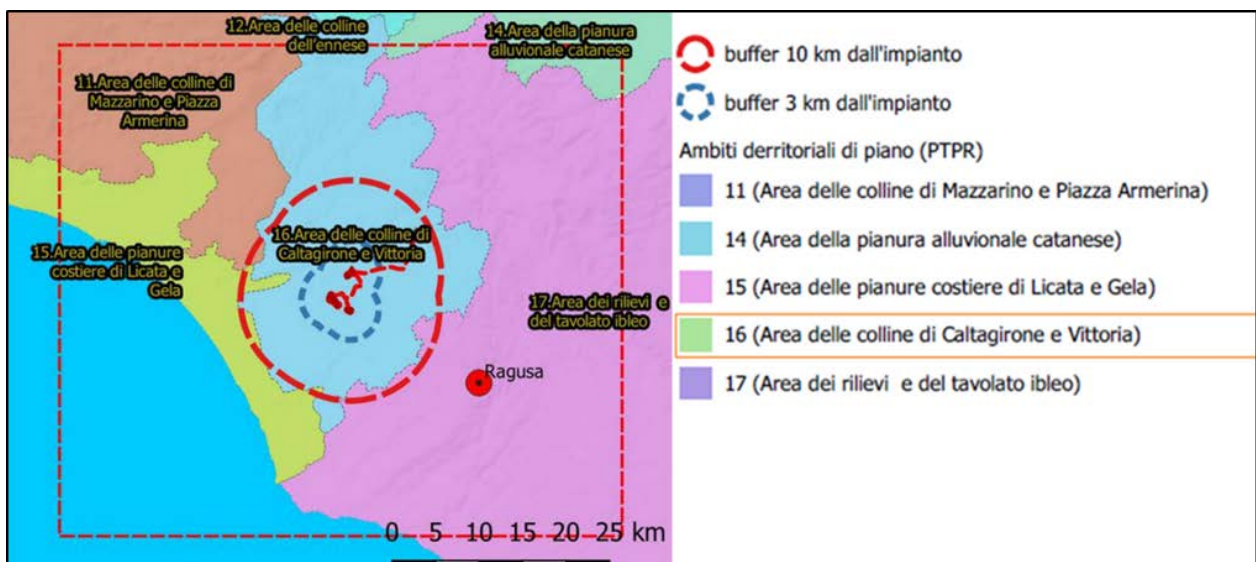 12.Area delle colline
dell'ennese
14.Area della pianura
alluvionale catanese
11.Area delle colline di
Mazzarino e Piazza
Armerina
16.Area delle colline di
Caltagirone e Vittoria
15.Area delle pianure
costiere di Licata e
Gela
17.Area dei rilievi e
del tavolato ibleo
Ragusa
0 5 10 15 20 25 km
buffer 10 km dall'impianto
buffer 3 km dall'impianto
Ambiti derritoriali di piano (PTPR)
11 (Area delle colline di Mazzarino e Piazza Armerina)
14 (Area della pianura alluvionale catanese)
15 (Area delle pianure costiere di Licata e Gela)
16 (Area delle colline di Caltagirone e Vittoria)
17 (Area dei rilievi e del tavolato ibleo)